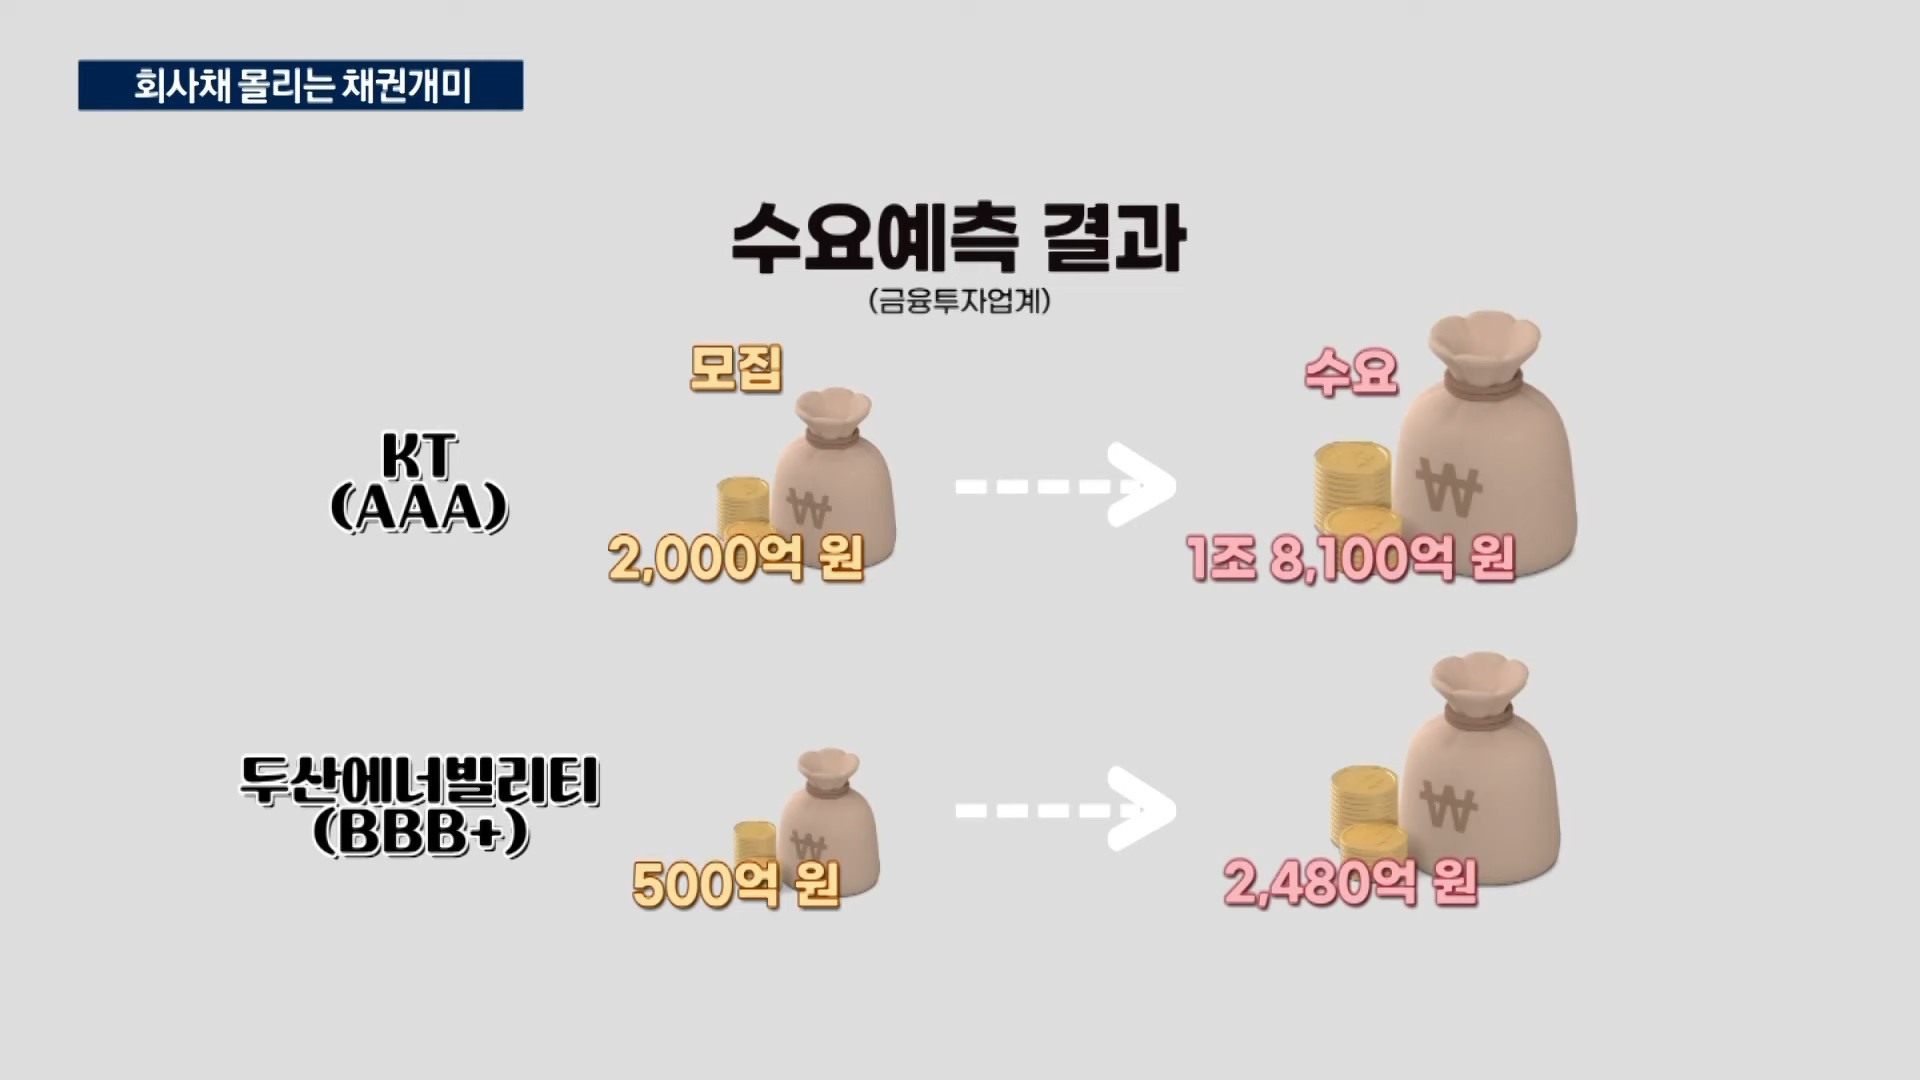 회사채 몰리는 채권개미
수요예측 결과
(금융투자업계)
모집
수요
KT
(AAA)
2,000억 원
1조 8,100억 원
두산에너빌리티
(BBB+)
500억 원
2,480억 원